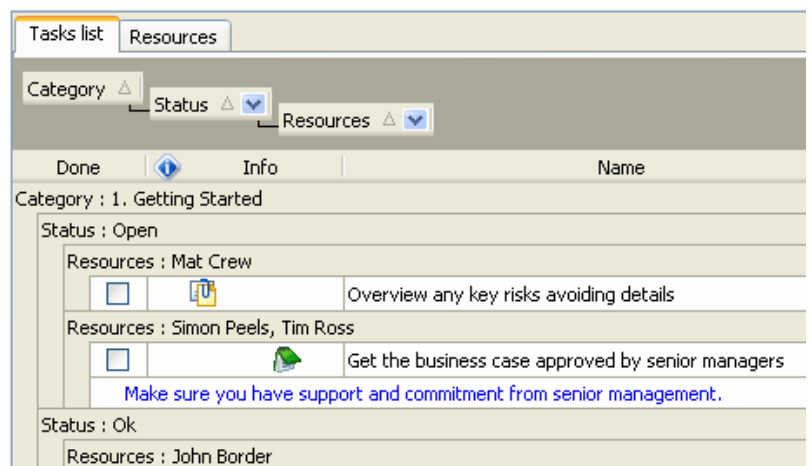 Tasks list Resources
Category
Status
Resources
Done Info Name
Category : 1. Getting Started
Status : Open
Resources : Mat Crew
Overview any key risks avoiding details
Resources : Simon Peels, Tim Ross
Get the business case approved by senior managers
Make sure you have support and commitment from senior management.
Status : Ok
Resources : John Border